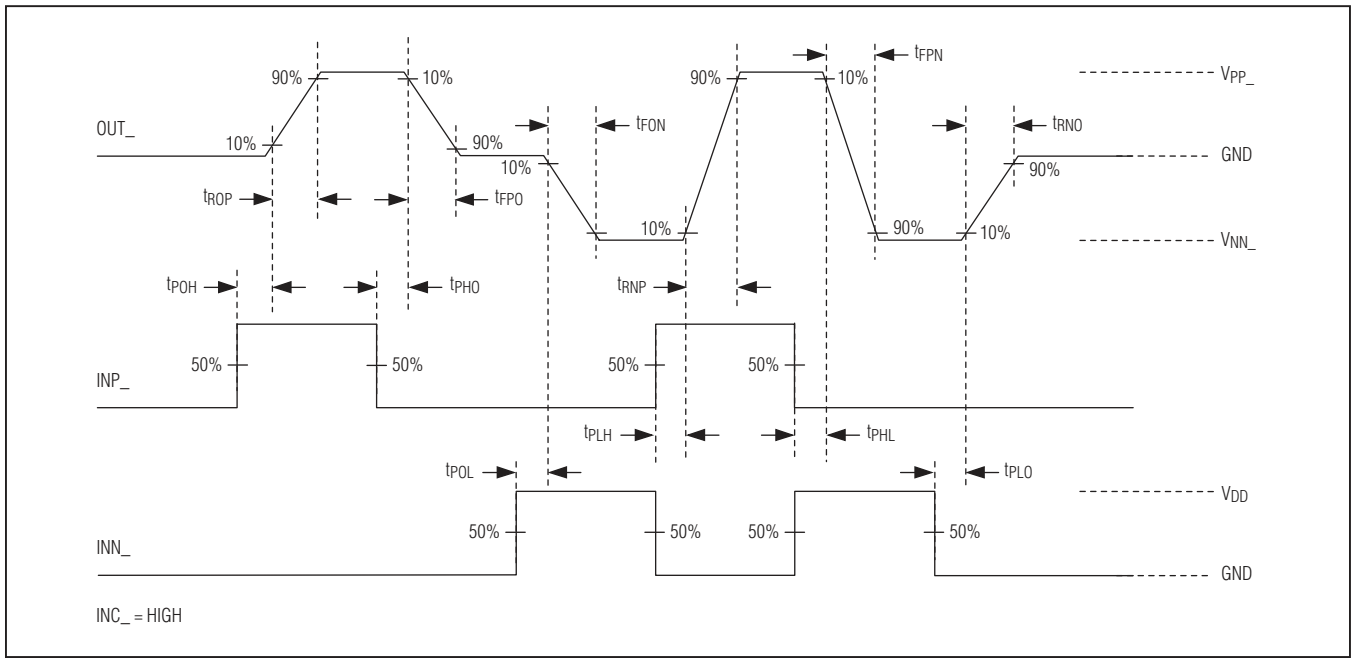 tFPN
90%
10%
90%
10%
VPP_
OUT_
tFON
tRNO
10%
90%
10%
GND
90%
tROP
tFPO
10%
90%
10%
VNN_
tPOH
tPHO
tRNP
50%
50%
50%
50%
INP_
tPLH
tPHL
tPOL
tPLO
VDD
50%
50%
50%
50%
INN_
GND
INC_ = HIGH